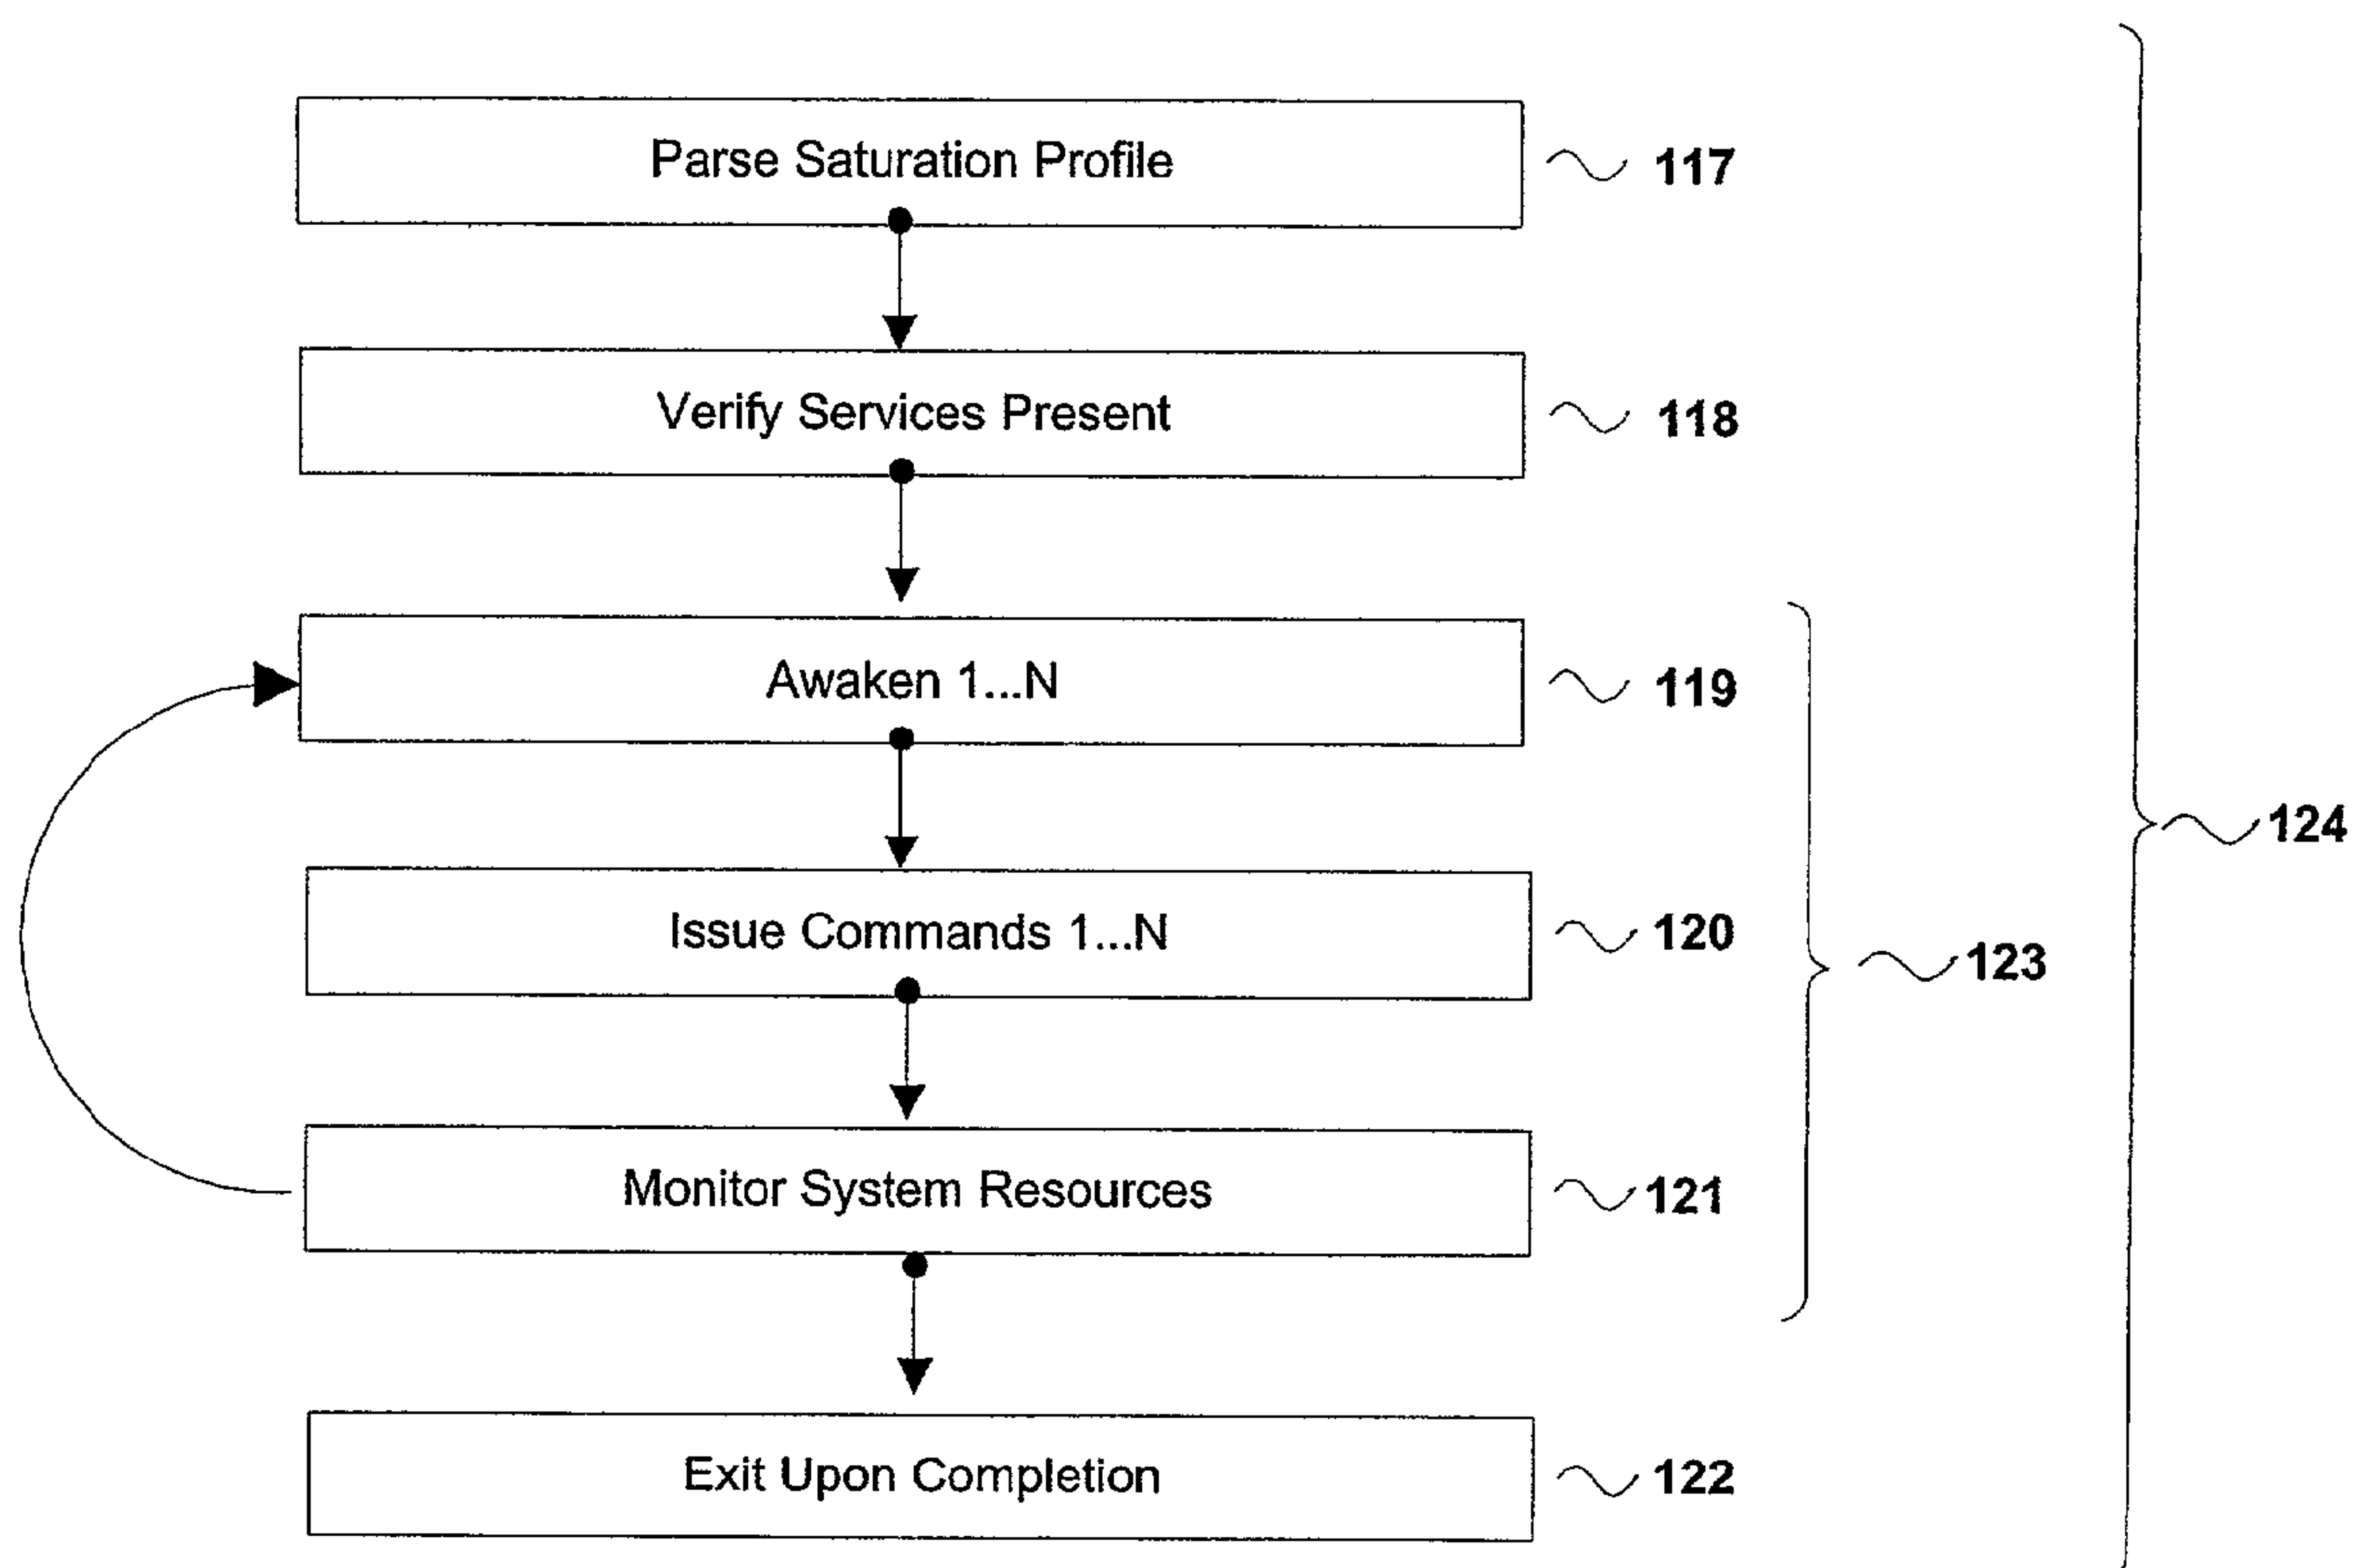 Parse Saturation Profile
117
Verify Services Present
118
Awaken 1...N
119
Issue Commands 1...N
120
Monitor System Resources
121
Exit Upon Completion
122
123
124